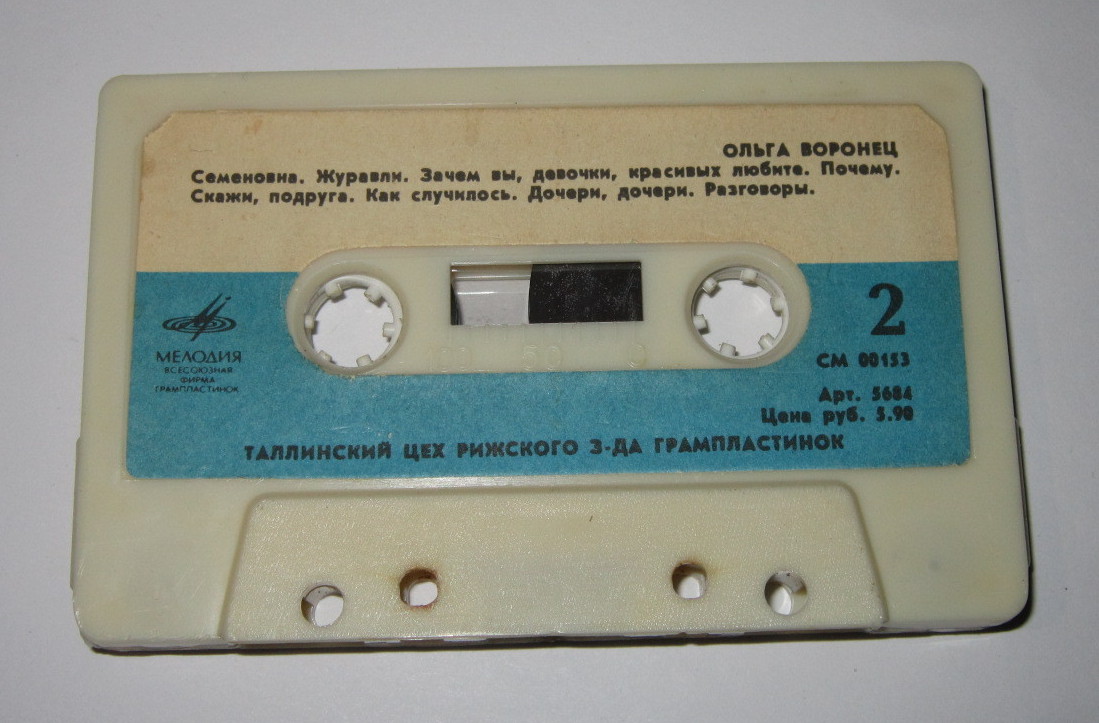 ОЛЬГА ВОРОНЕЦ
Семеновна. Журавли. Зачем вы, девочки, красивых любите. Почему.
Скажи, подруга. Как случилось. Дочери, дочери. Разговоры.
2
МЕЛОДИЯ
ВСЕСОЮЗНАЯ
ФИРМА
ГРАМПЛАСТИНОК
СМ 00153
Арт. 5684
Цена руб. 5.90
50
ТАЛЛИНСКИЙ ЦЕХ РИЖСКОГО З-ДА ГРАМПЛАСТИНОК